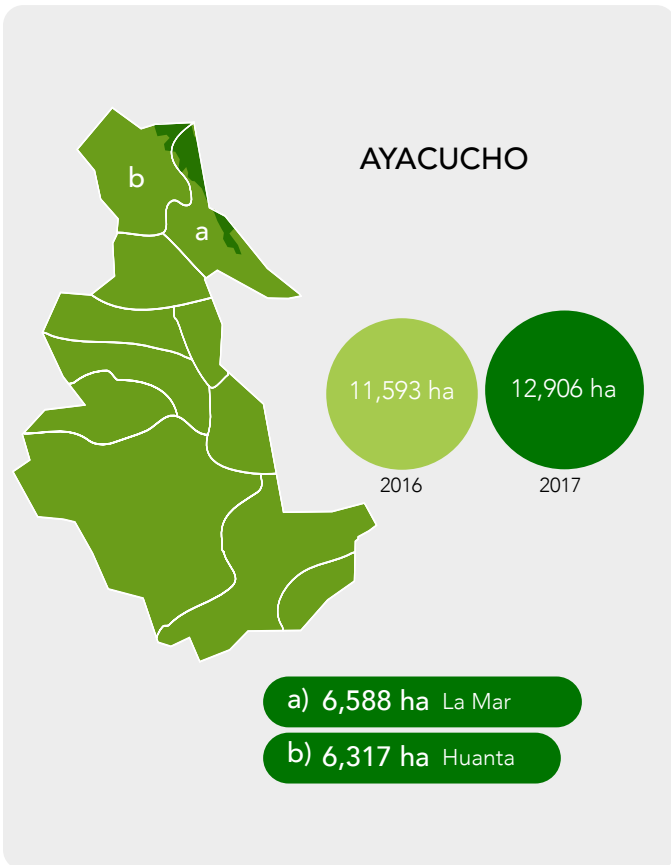 AYACUCHO
b
a
11,593 ha
12,906 ha
2016
2017
a) 6,588 ha La Mar
b) 6,317 ha Huanta